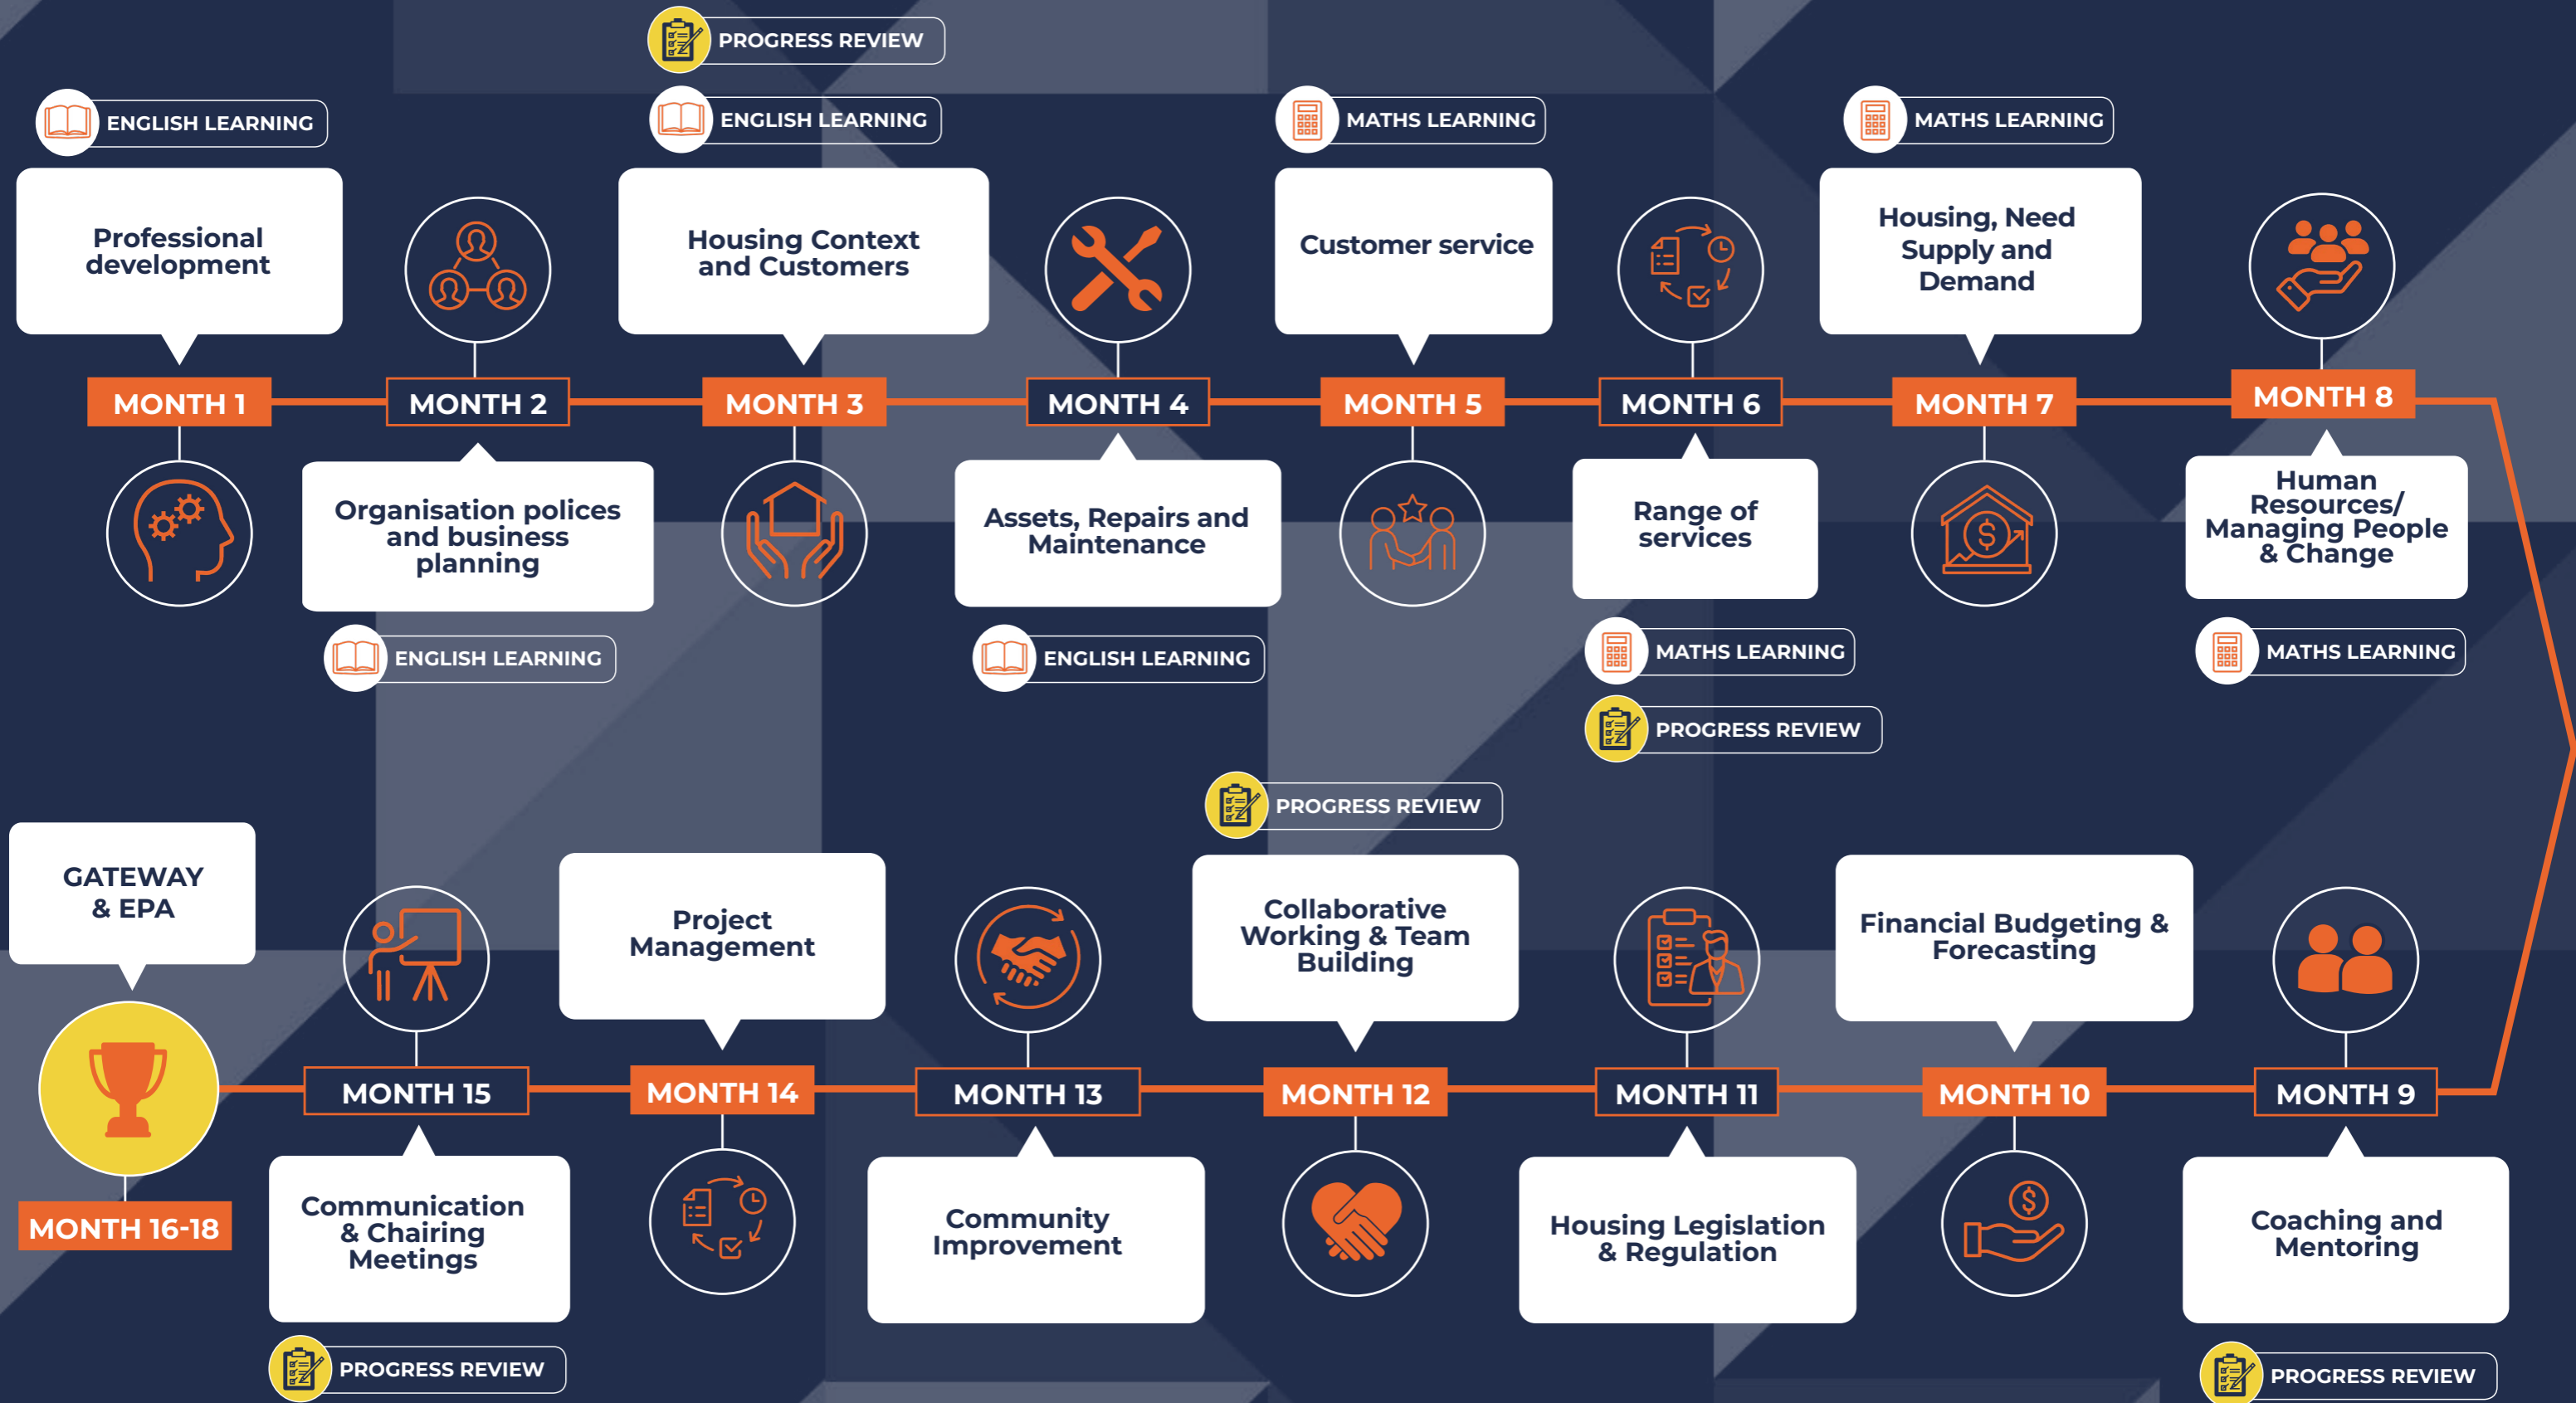 PROGRESS REVIEW
ENGLISH LEARNING
ENGLISH LEARNING
MATHS LEARNING
MATHS LEARNING
Professional
development
Housing Context
and Customers
Customer service
Housing, Need
Supply and
Demand
MONTH 1
MONTH 2
MONTH 3
MONTH 4
MONTH 5
MONTH 6
MONTH 7
MONTH 8
Organisation polices
and business
planning
Assets, Repairs and
Maintenance
Range of
services
Human
Resources/
Managing People
& Change
ENGLISH LEARNING
ENGLISH LEARNING
MATHS LEARNING
MATHS LEARNING
PROGRESS REVIEW
PROGRESS REVIEW
GATEWAY
& EPA
Project
Management
Collaborative
Working & Team
Building
Financial Budgeting &
Forecasting
MONTH 15
MONTH 14
MONTH 13
MONTH 12
MONTH 11
MONTH 10
MONTH 9
MONTH 16-18
Communication
& Chairing
Meetings
Community
Improvement
Housing Legislation
& Regulation
Coaching and
Mentoring
PROGRESS REVIEW
PROGRESS REVIEW